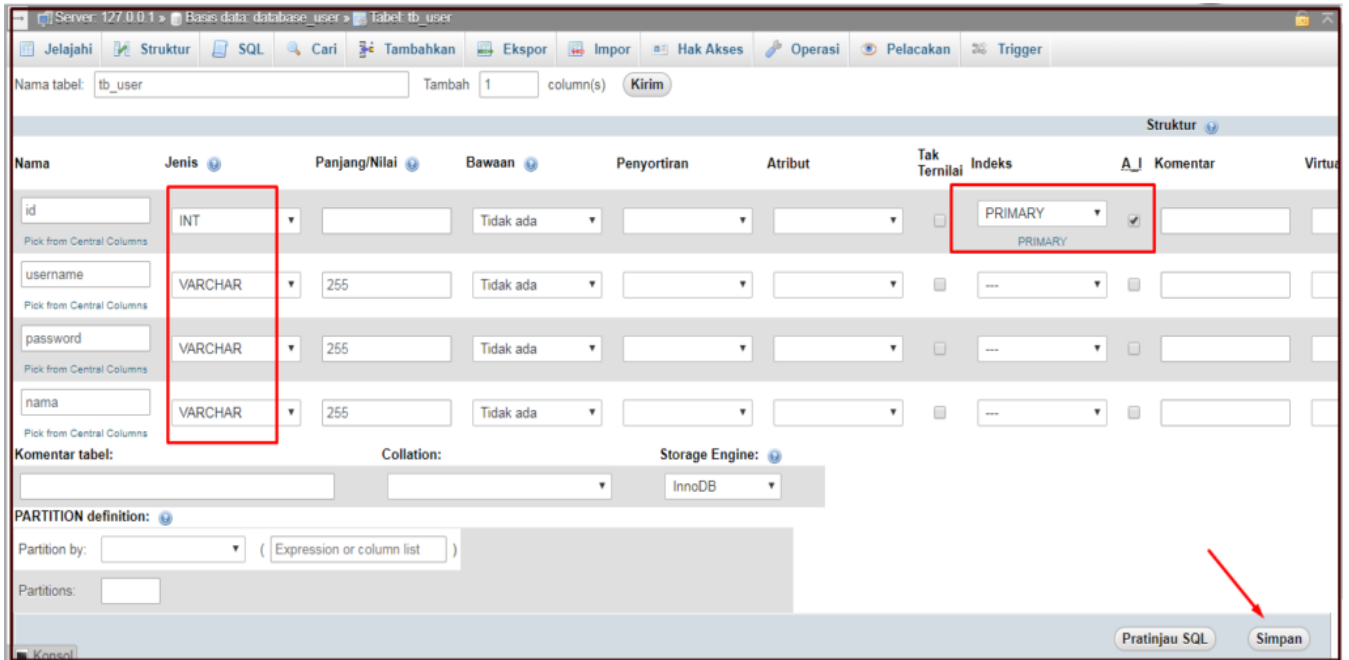 Server: 127.0.0.1 » Basis data: database_user » Tabel: tb_user
Jelajahi Struktur SQL Cari Tambahkan Ekspor Impor Hak Akses Operasi Pelacakan Trigger
Nama tabel: tb_user Tambah 1 column(s) Kirim
Struktur
Nama Jenis Panjang/Nilai Bawaan Penyortiran Atribut Tak Ternilai Indeks A_I Komentar Virtua
id INT Tidak ada PRIMARY
Pick from Central Columns PRIMARY
username VARCHAR 255 Tidak ada ---
Pick from Central Columns
password VARCHAR 255 Tidak ada ---
Pick from Central Columns
nama VARCHAR 255 Tidak ada ---
Pick from Central Columns
Komentar tabel: Collation: Storage Engine:
InnoDB
PARTITION definition:
Partition by: ( Expression or column list )
Partitions:
Pratinjau SQL Simpan
Konsol